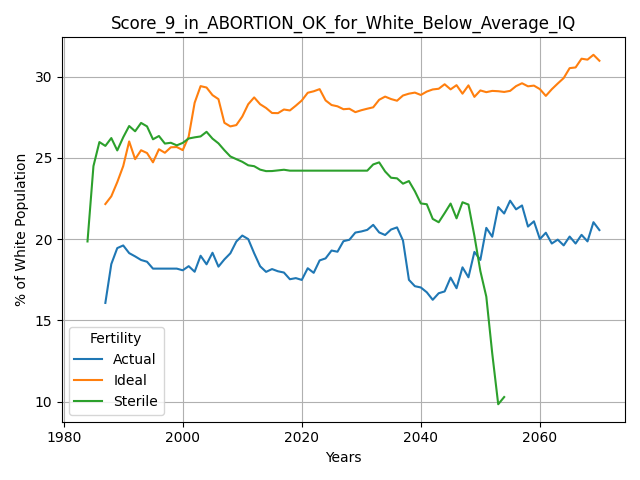 Score_9_in_ABORTION_OK_for_White_Below_Average_IQ
% of White Population
30
25
20
15
10
Fertility
Actual
Ideal
Sterile
1980
2000
2020
2040
2060
Years